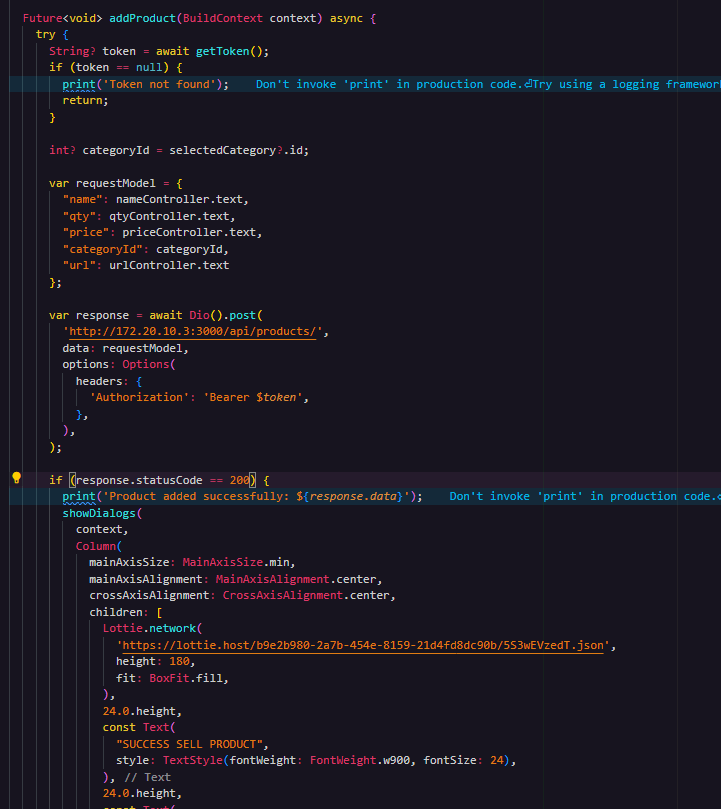 Future<void> addProduct(BuildContext context) async {
try {
String? token = await getToken();
if (token == null) {
print('Token not found');    Don't invoke 'print' in production code.⏎Try using a logging framework
return;
}
int? categoryId = selectedCategory?.id;
var requestModel = {
"name": nameController.text,
"qty": qtyController.text,
"price": priceController.text,
"categoryId": categoryId,
"url": urlController.text
};
var response = await Dio().post(
'http://172.20.10.3:3000/api/products/',
data: requestModel,
options: Options(
headers: {
'Authorization': 'Bearer $token',
},
),
);
if (response.statusCode == 200) {
print('Product added successfully: ${response.data}');    Don't invoke 'print' in production code.
showDialogs(
context,
Column(
mainAxisSize: MainAxisSize.min,
mainAxisAlignment: MainAxisAlignment.center,
crossAxisAlignment: CrossAxisAlignment.center,
children: [
Lottie.network(
'https://lottie.host/b9e2b980-2a7b-454e-8159-21d4fd8dc90b/5S3wEVzedT.json',
height: 180,
fit: BoxFit.fill,
),
24.0.height,
const Text(
"SUCCESS SELL PRODUCT",
style: TextStyle(fontWeight: FontWeight.w900, fontSize: 24),
), // Text
24.0.height,
const Text(